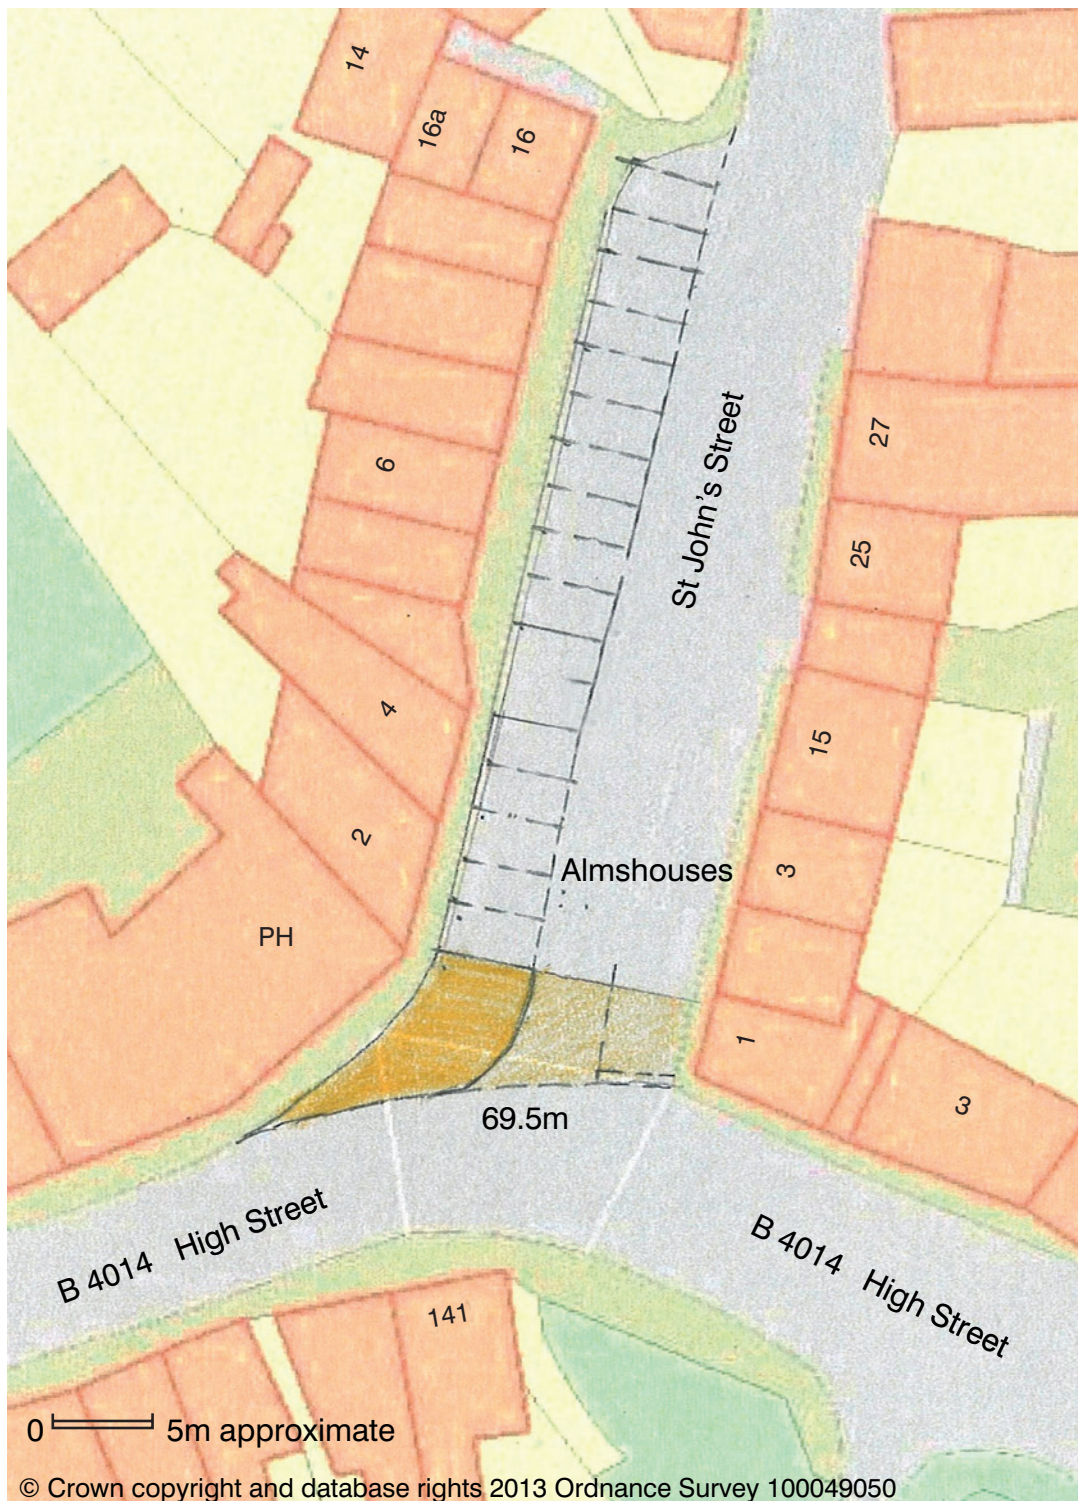 14
16a
16
27
St John's Street
6
25
4
15
2
Almshouses
3
PH
1
69.5m
3
B 4014 High Street
B 4014 High Street
141
0 5m approximate
© Crown copyright and database rights 2013 Ordnance Survey 100049050